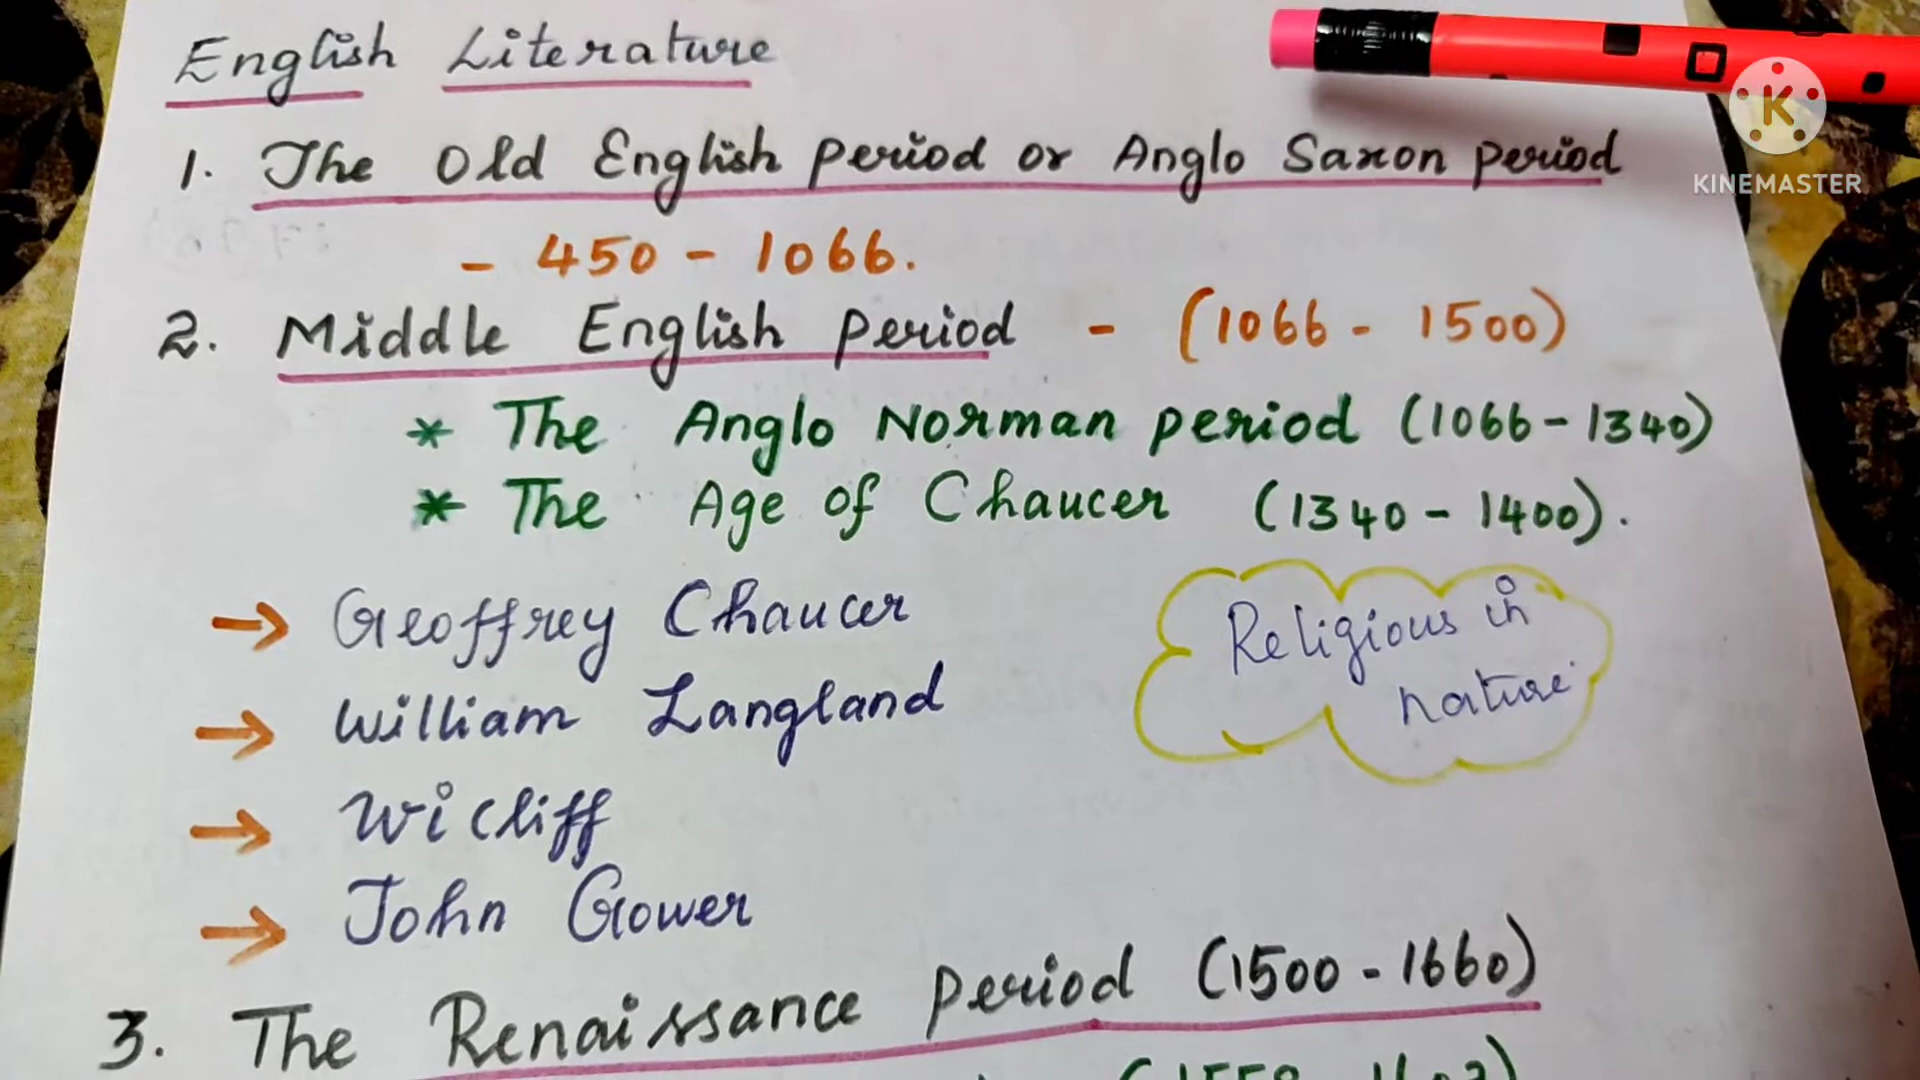 English Literature
1. The Old English period or Anglo Saxon period
- 450 - 1066.
2. Middle English period - (1066 - 1500)
* The Anglo Norman period (1066 - 1340)
* The Age of Chaucer (1340 - 1400).
→ Geoffrey Chaucer
→ William Langland
→ Wicliff
→ John Gower
Religious in
nature
3. The Renaissance period (1500 - 1660)
K
KINEMASTER